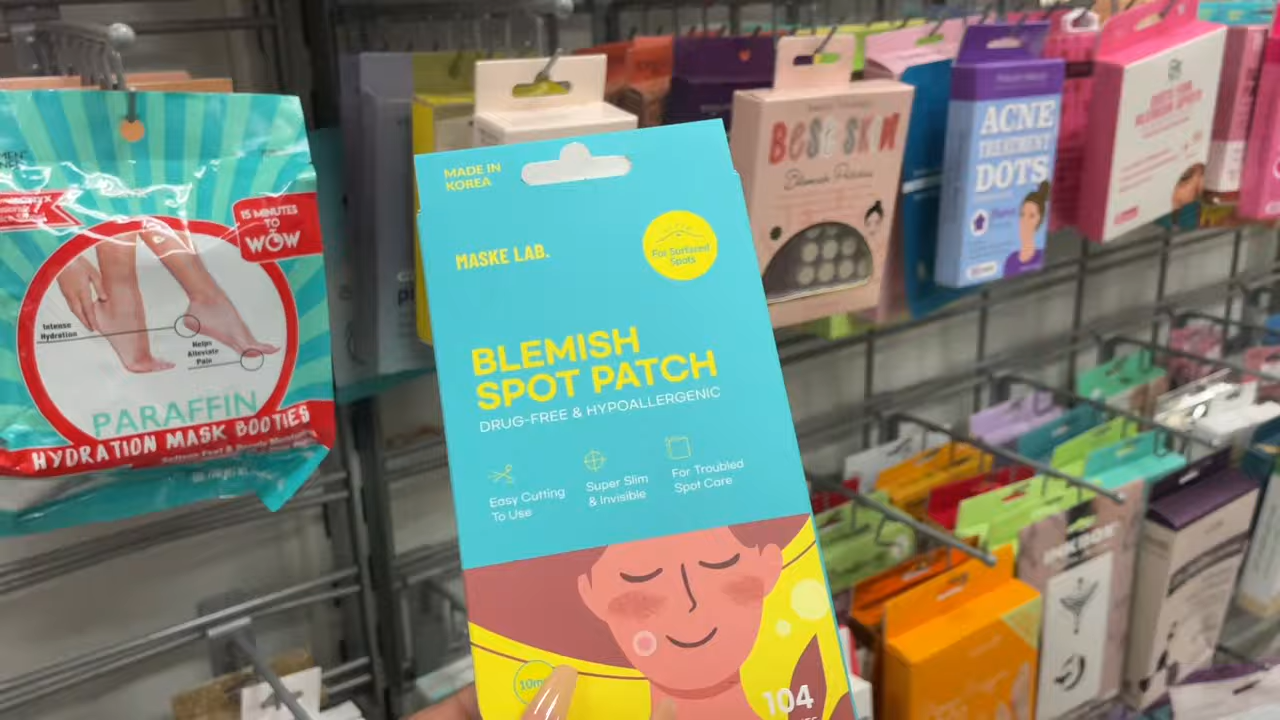 MADE IN
KOREA
MASKE LAB.
For Surfaced
Spots
BLEMISH
SPOT PATCH
DRUG-FREE & HYPOALLERGENIC
Easy Cutting
To Use
Super Slim
& Invisible
For Troubled
Spot Care
104
15 MINUTES
TO
WOW
Intense
Hydration
Helps
Alleviate
Pain
PARAFFIN
HYDRATION MASK BOOTIES
BEST SKIN
Blemish Patches
ACNE
TREATMENT
DOTS